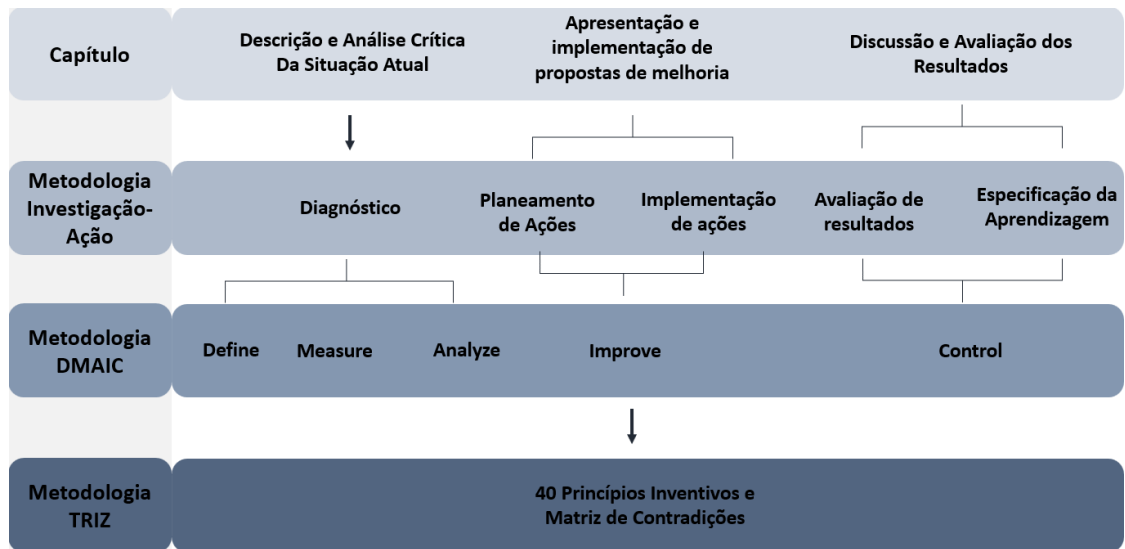 Capítulo
Descrição e Análise Crítica
Da Situação Atual
Apresentação e
implementação de
propostas de melhoria
Discussão e Avaliação dos
Resultados
Metodologia
Investigação-
Ação
Diagnóstico
Planeamento
de Ações
Implementação
de ações
Avaliação de
resultados
Especificação da
Aprendizagem
Metodologia
DMAIC
Define
Measure
Analyze
Improve
Control
Metodologia
TRIZ
40 Princípios Inventivos e
Matriz de Contradições